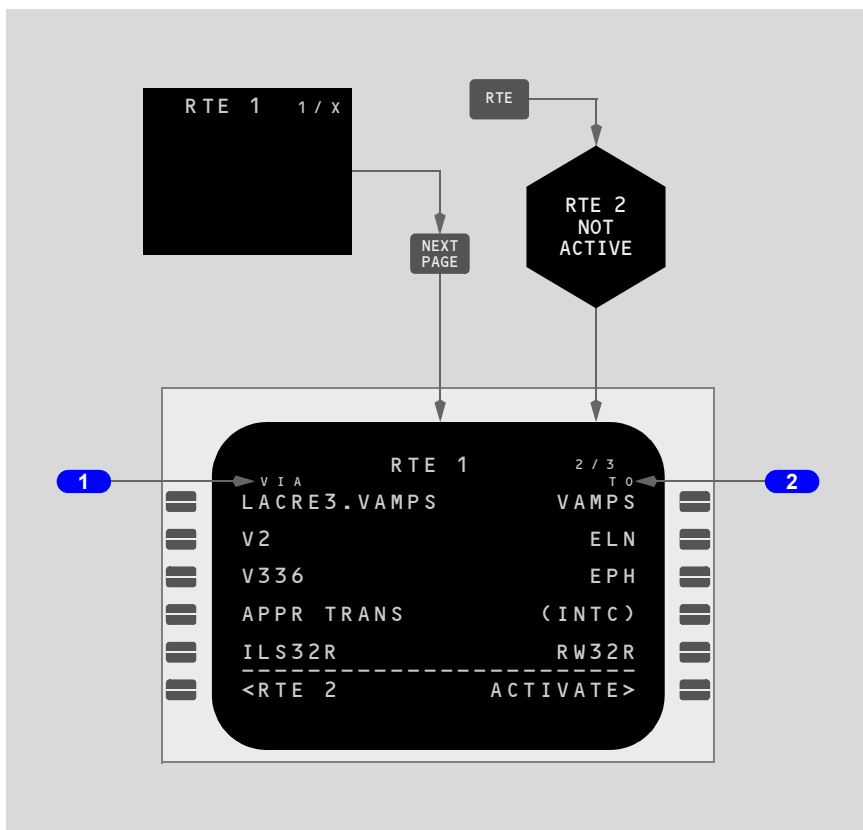 RTE 1 1/X
RTE
RTE 2
NOT
ACTIVE
NEXT
PAGE
RTE 1 2/3
1 VIA TO 2
LACRE3.VAMPS VAMPS
V2 ELN
V336 EPH
APPR TRANS (INTC)
ILS32R RW32R
------------------------
<RTE 2 ACTIVATE>